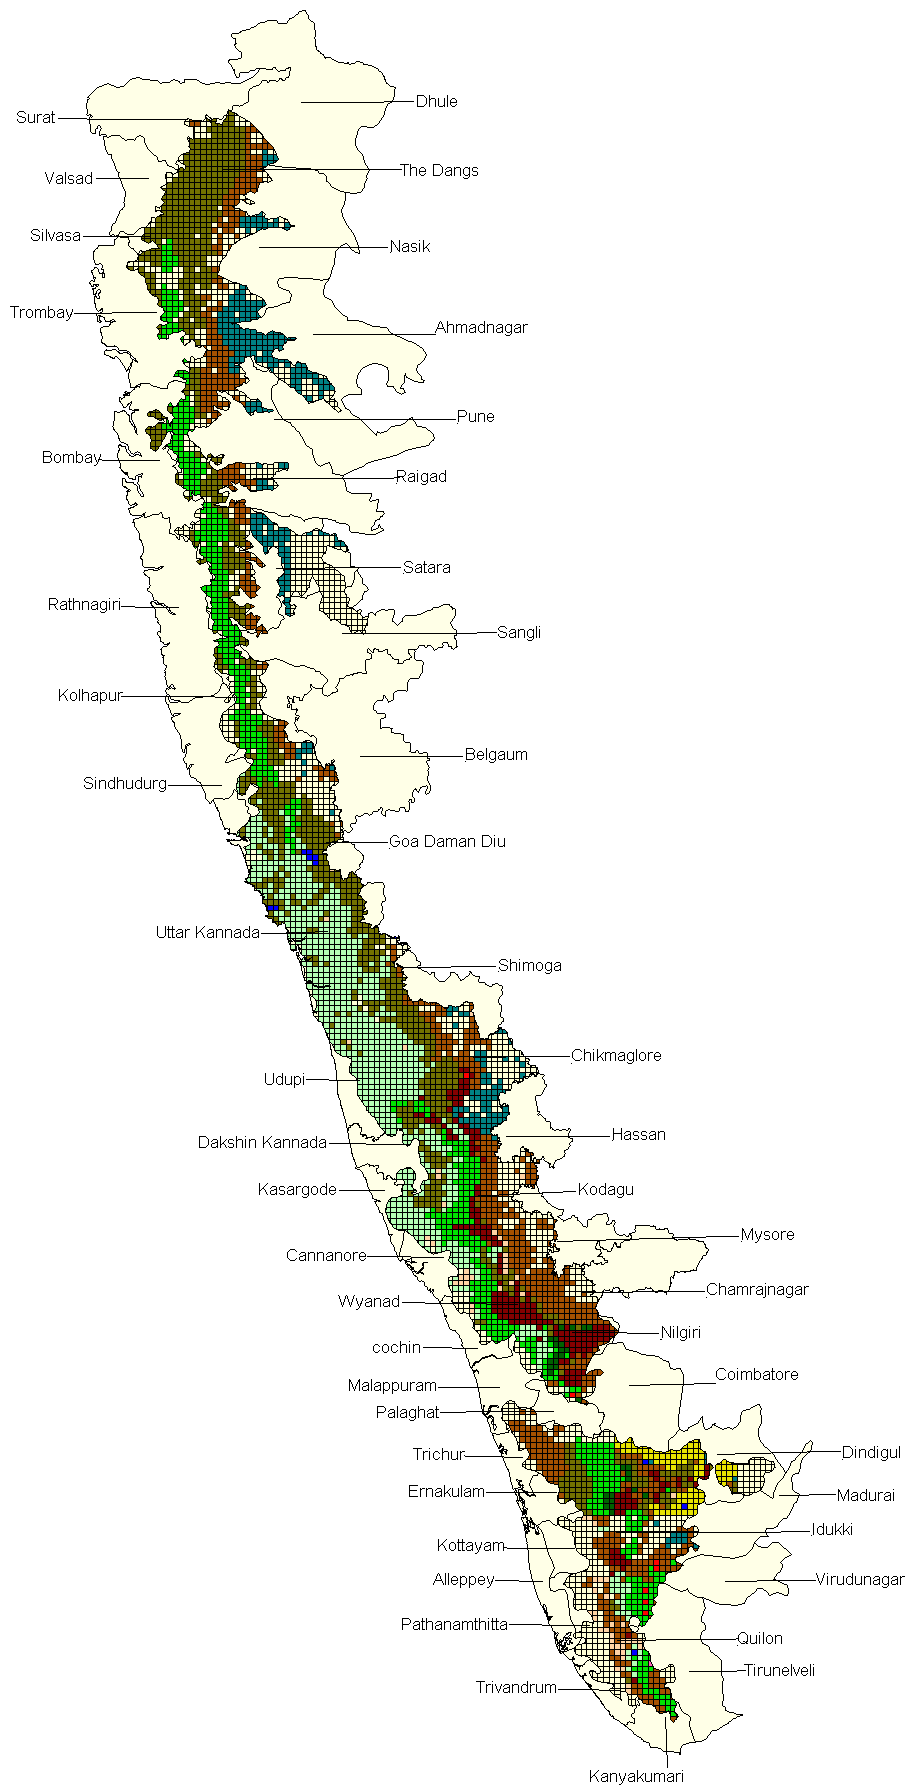 Dhule
Surat
The Dangs
Valsad
Silvasa
Nasik
Trombay
Ahmadnagar
Pune
Bombay
Raigad
Satara
Rathnagiri
Sangli
Kolhapur
Belgaum
Sindhudurg
Goa Daman Diu
Uttar Kannada
Shimoga
Chikmaglore
Udupi
Hassan
Dakshin Kannada
Kasargode
Kodagu
Mysore
Cannanore
Chamrajnagar
Wyanad
Nilgiri
cochin
Coimbatore
Malappuram
Palaghat
Dindigul
Trichur
Ernakulam
Madurai
Idukki
Kottayam
Alleppey
Virudunagar
Pathanamthitta
Quilon
Tirunelveli
Trivandrum
Kanyakumari